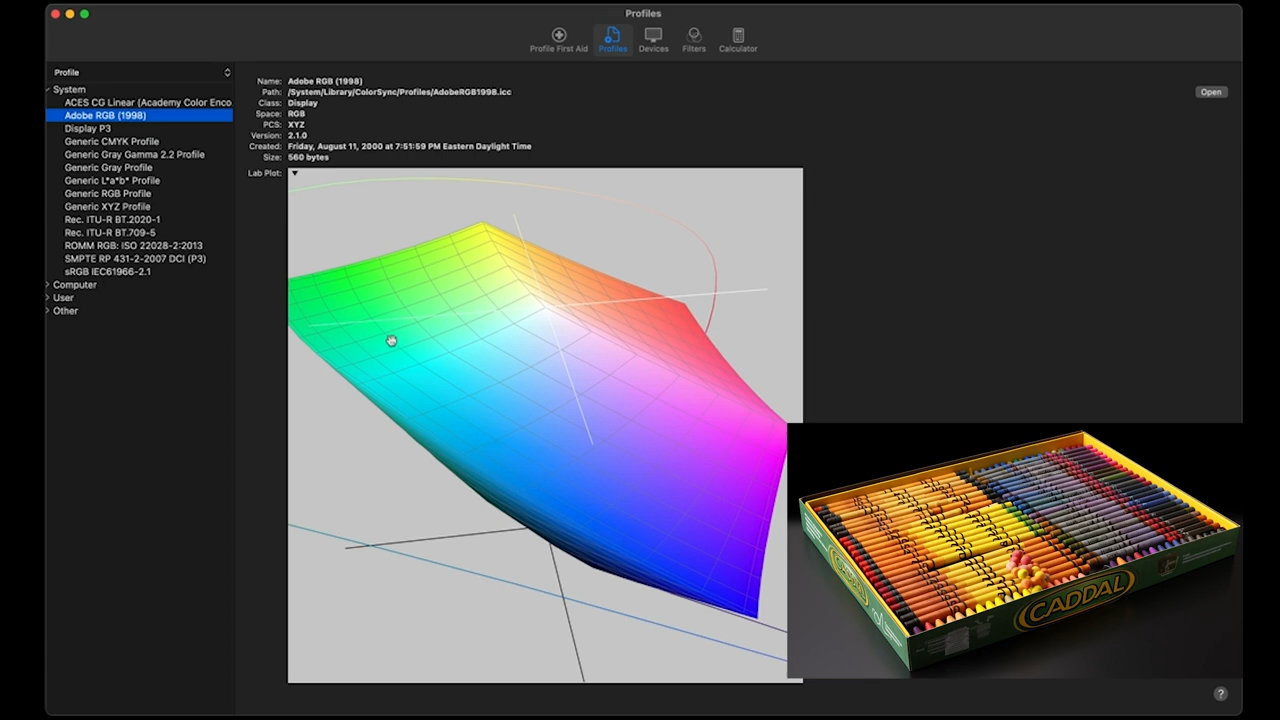 Profiles
Profile First Aid
Profiles
Devices
Filters
Calculator
Profile
System
ACES CG Linear (Academy Color Enco
Adobe RGB (1998)
Display P3
Generic CMYK Profile
Generic Gray Gamma 2.2 Profile
Generic Gray Profile
Generic L*a*b* Profile
Generic RGB Profile
Generic XYZ Profile
Rec. ITU-R BT.2020-1
Rec. ITU-R BT.709-5
ROMM RGB: ISO 22028-2:2013
SMPTE RP 431-2-2007 DCI (P3)
sRGB IEC61966-2.1
Computer
User
Other
Name: Adobe RGB (1998)
Path: /System/Library/ColorSync/Profiles/AdobeRGB1998.icc
Class: Display
Space: RGB
PCS: XYZ
Version: 2.1.0
Created: Friday, August 11, 2000 at 7:51:59 PM Eastern Daylight Time
Size: 560 bytes
Lab Plot:
Open
CADDAL
?